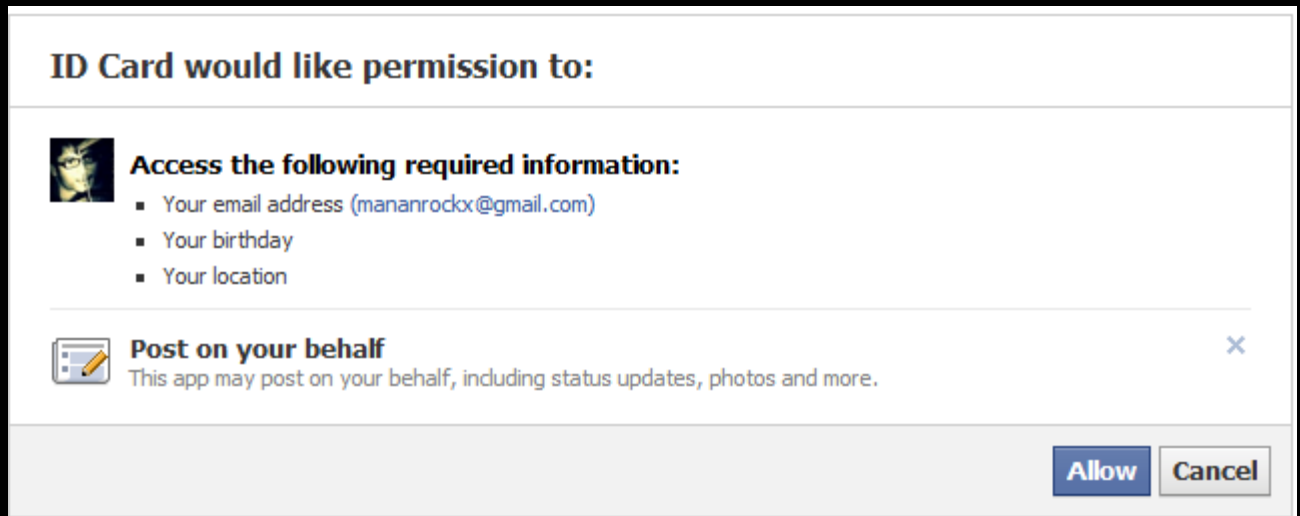 ID Card would like permission to:
Access the following required information:
Your email address (mananrockx@gmail.com)
Your birthday
Your location
Post on your behalf
This app may post on your behalf, including status updates, photos and more.
Allow Cancel